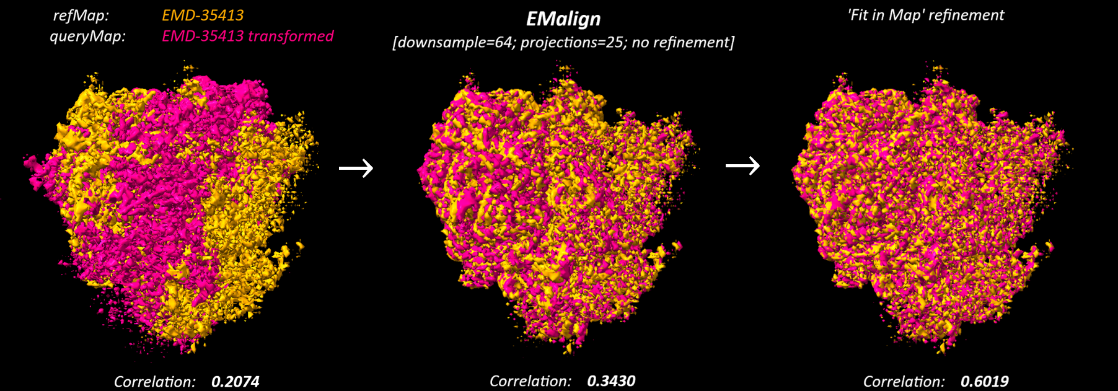 refMap: EMD-35413
queryMap: EMD-35413 transformed
EMalign
[downsample=64; projections=25; no refinement]
'Fit in Map' refinement
Correlation: 0.2074
Correlation: 0.3430
Correlation: 0.6019